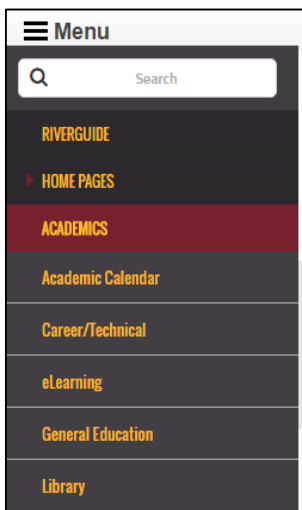 Menu
Search
RIVERGUIDE
HOME PAGES
ACADEMICS
Academic Calendar
Career/Technical
eLearning
General Education
Library